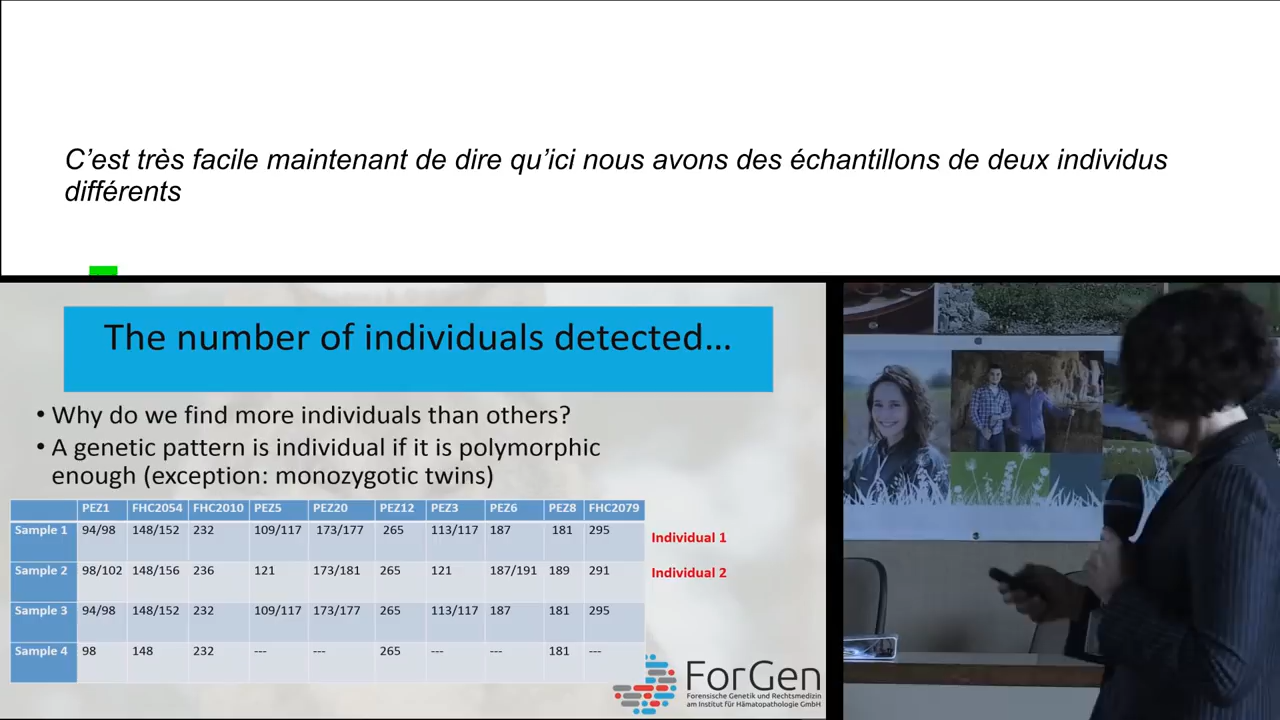 C’est très facile maintenant de dire qu’ici nous avons des échantillons de deux individus
différents
The number of individuals detected…
• Why do we find more individuals than others?
• A genetic pattern is individual if it is polymorphic
enough (exception: monozygotic twins)
PEZ1 FHC2054 FHC2010 PEZ5 PEZ20 PEZ12 PEZ3 PEZ6 PEZ8 FHC2079
Sample 1 94/98 148/152 232 109/117 173/177 265 113/117 187 181 295
Individual 1
Sample 2 98/102 148/156 236 121 173/181 265 121 187/191 189 291
Individual 2
Sample 3 94/98 148/152 232 109/117 173/177 265 113/117 187 181 295
Sample 4 98 148 232 --- --- 265 --- --- 181 ---
ForGen
Forensische Genetik und Rechtsmedizin
am Institut für Hämatopathologie GmbH